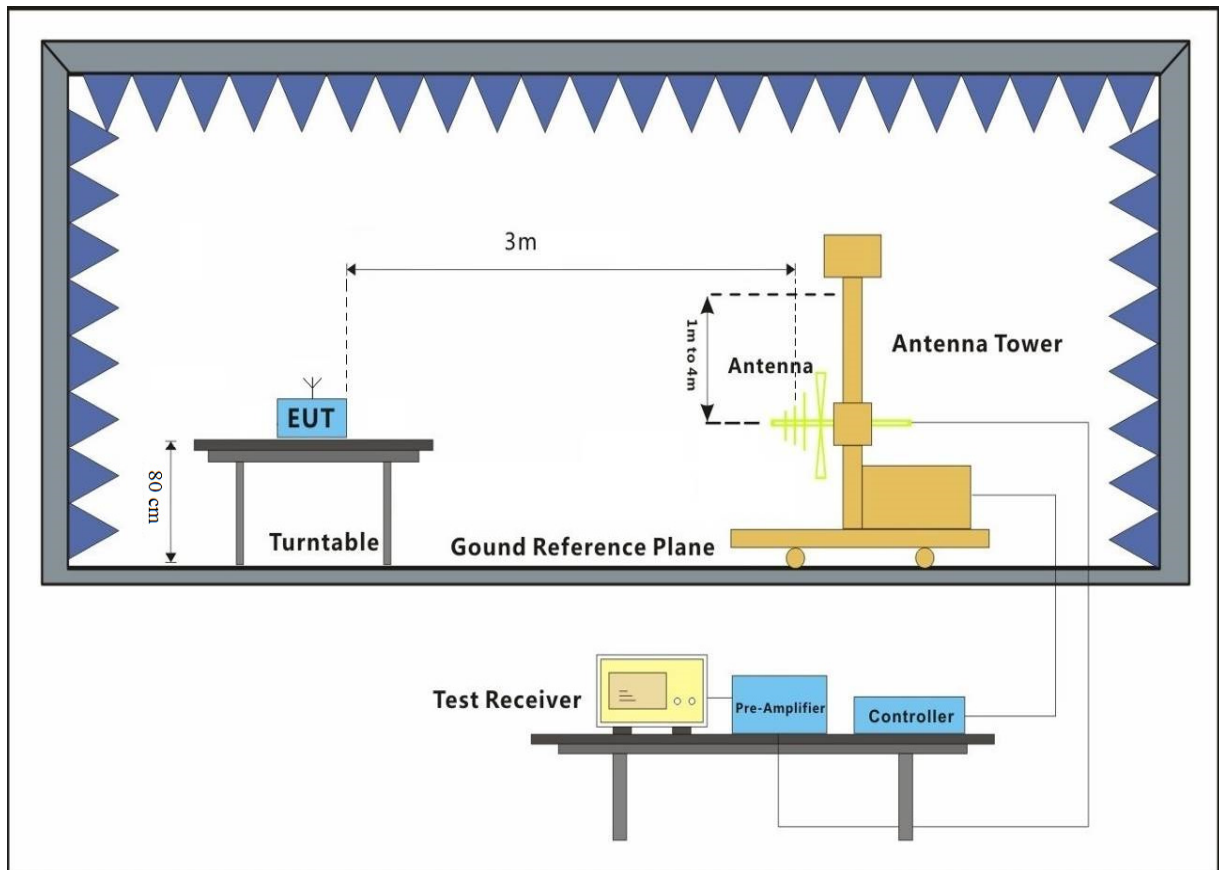 3m
1m to 4m
Antenna Tower
Antenna
EUT
80 cm
Turntable
Gound Reference Plane
Test Receiver
Pre-Amplifier
Controller